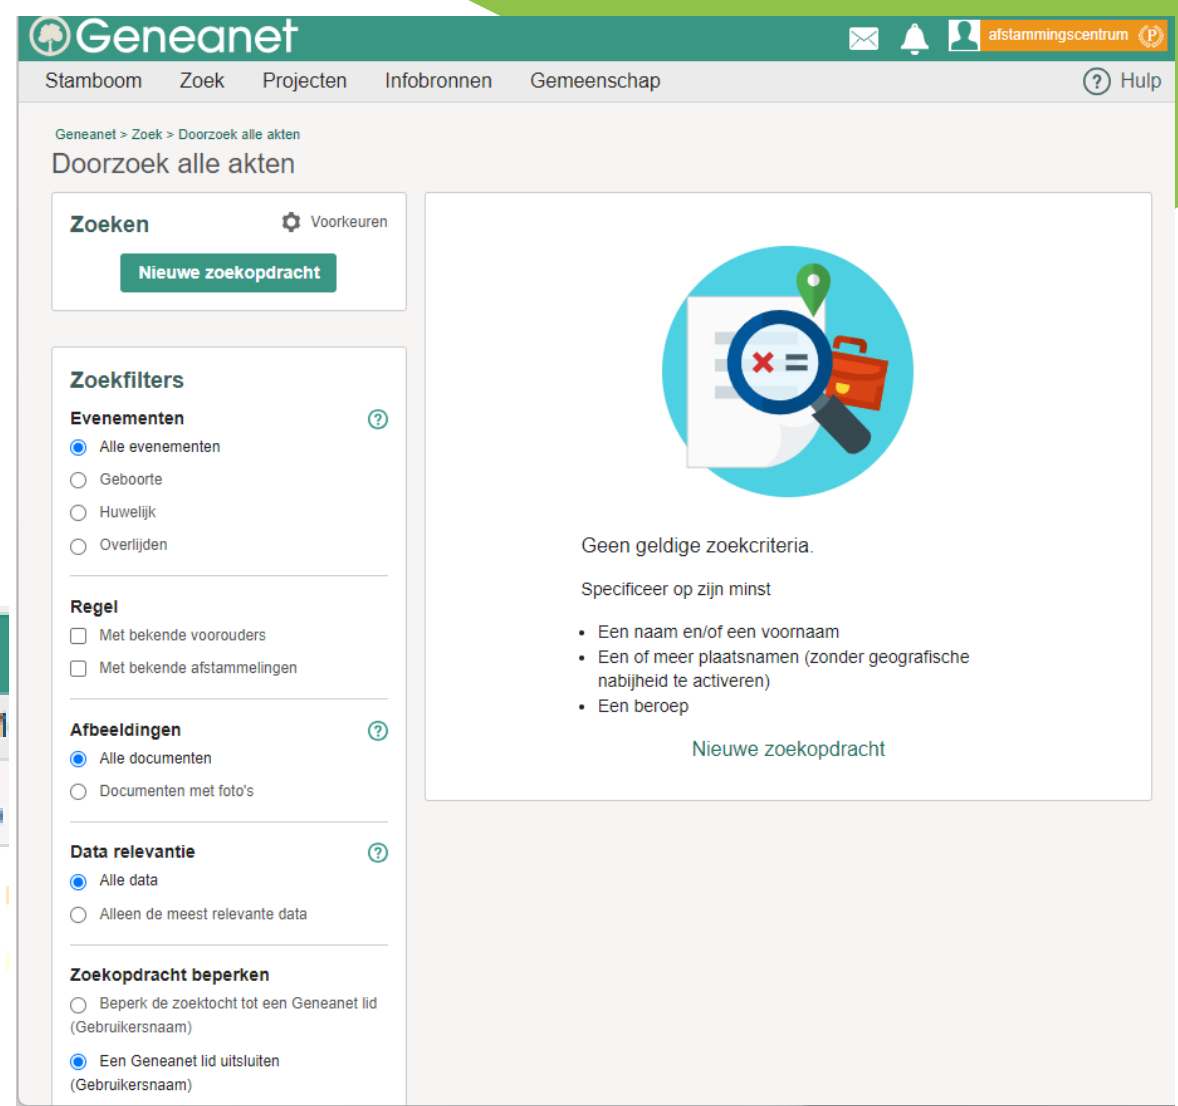 Geneanet
afstammingscentrum P
Stamboom Zoek Projecten Infobronnen Gemeenschap ? Hulp
Geneanet > Zoek > Doorzoek alle akten
Doorzoek alle akten
Zoeken Voorkeuren
Nieuwe zoekopdracht
Zoekfilters
Evenementen ?
Alle evenementen
Geboorte
Huwelijk
Overlijden
Regel
Met bekende voorouders
Met bekende afstammelingen
Afbeeldingen ?
Alle documenten
Documenten met foto's
Data relevantie ?
Alle data
Alleen de meest relevante data
Zoekopdracht beperken
Beperk de zoektocht tot een Geneanet lid
(Gebruikersnaam)
Een Geneanet lid uitsluiten
(Gebruikersnaam)
Geen geldige zoekcriteria.
Specificeer op zijn minst
• Een naam en/of een voornaam
• Een of meer plaatsnamen (zonder geografische
nabijheid te activeren)
• Een beroep
Nieuwe zoekopdracht